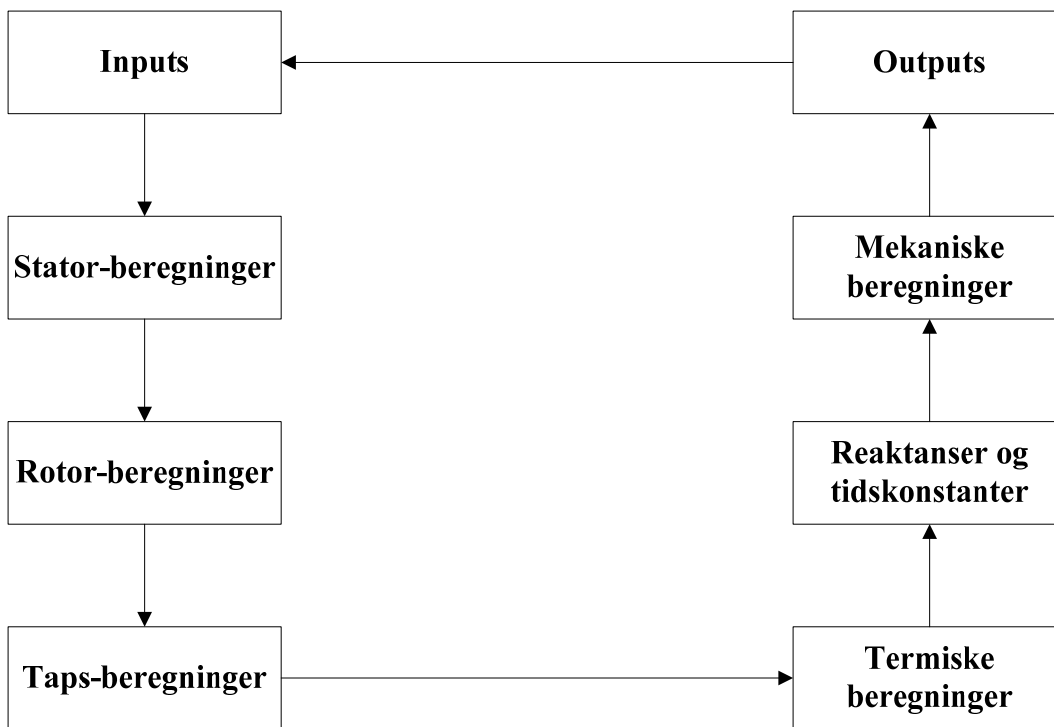 Inputs
Outputs
Stator-beregninger
Mekaniske
beregninger
Rotor-beregninger
Reaktanser og
tidskonstanter
Taps-beregninger
Termiske
beregninger